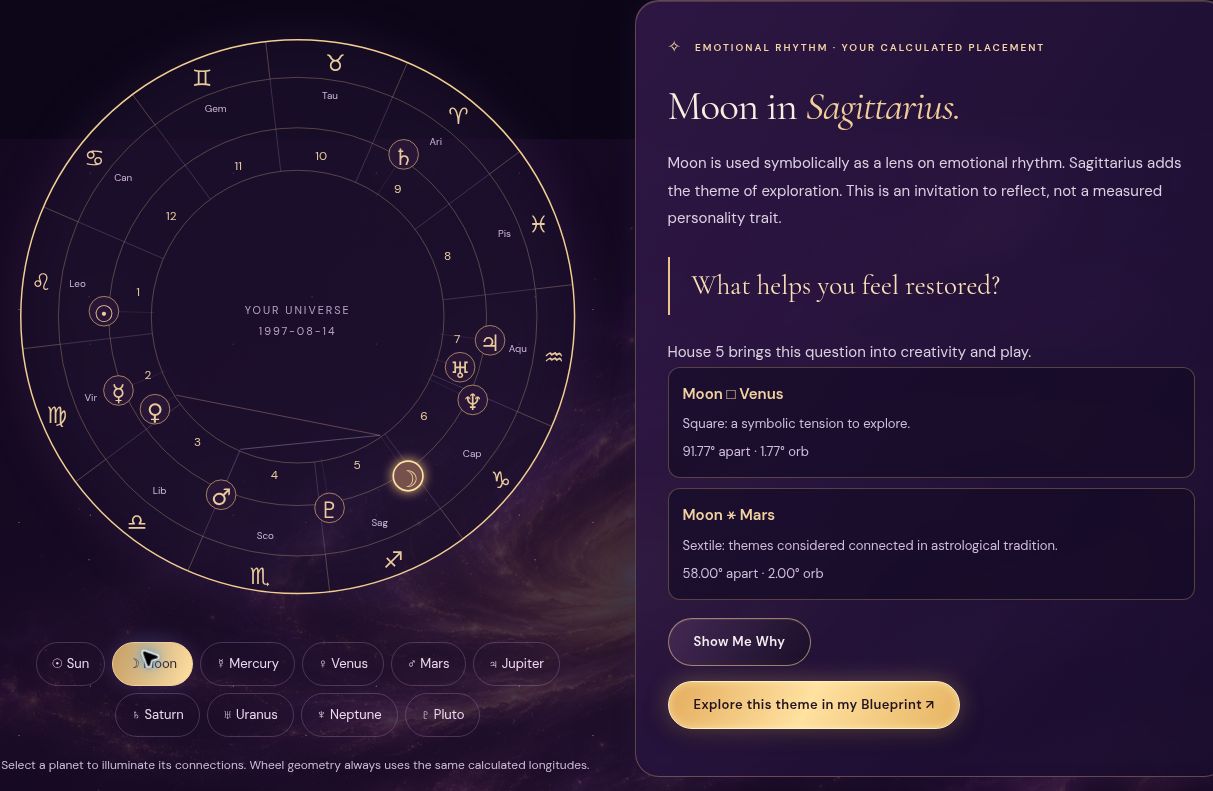 ♉
♊
Tau
Gem
♈
Ari
10
11
♄
♋
9
Can
12
♓
Pis
8
♌
Leo
1
☉
YOUR UNIVERSE
1997-08-14
7
♃
Aqu
♒
♅
2
Vir
☿
♀
♆
♍
6
3
Cap
4
5
☽
♑
Lib
♂
♇
♎
Sag
Sco
♐
♏
☉ Sun
☽ Moon
☿ Mercury
♀ Venus
♂ Mars
♃ Jupiter
♄ Saturn
♅ Uranus
♆ Neptune
♇ Pluto
Select a planet to illuminate its connections. Wheel geometry always uses the same calculated longitudes.
✧ EMOTIONAL RHYTHM · YOUR CALCULATED PLACEMENT
Moon in Sagittarius.
Moon is used symbolically as a lens on emotional rhythm. Sagittarius adds
the theme of exploration. This is an invitation to reflect, not a measured
personality trait.
What helps you feel restored?
House 5 brings this question into creativity and play.
Moon □ Venus
Square: a symbolic tension to explore.
91.77° apart · 1.77° orb
Moon ⚹ Mars
Sextile: themes considered connected in astrological tradition.
58.00° apart · 2.00° orb
Show Me Why
Explore this theme in my Blueprint ↗